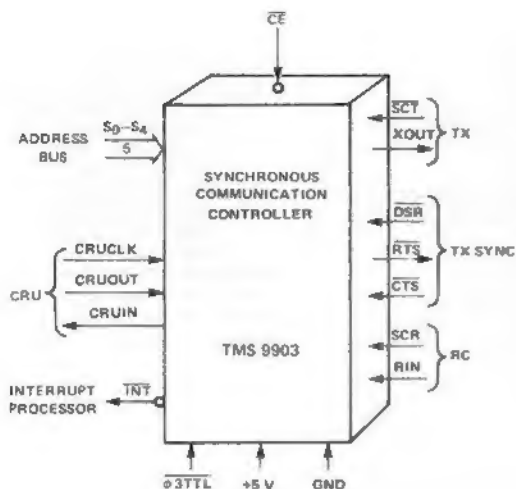 CE
SCT
XOUT
TX
S0–S4
5
ADDRESS
BUS
SYNCHRONOUS
COMMUNICATION
CONTROLLER
DSR
RTS
TX SYNC
CTS
CRUCLK
CRUOUT
CRUIN
CRU
SCR
RIN
RC
TMS 9903
INTERRUPT
PROCESSOR
INT
φ3TTL
+5 V
GND